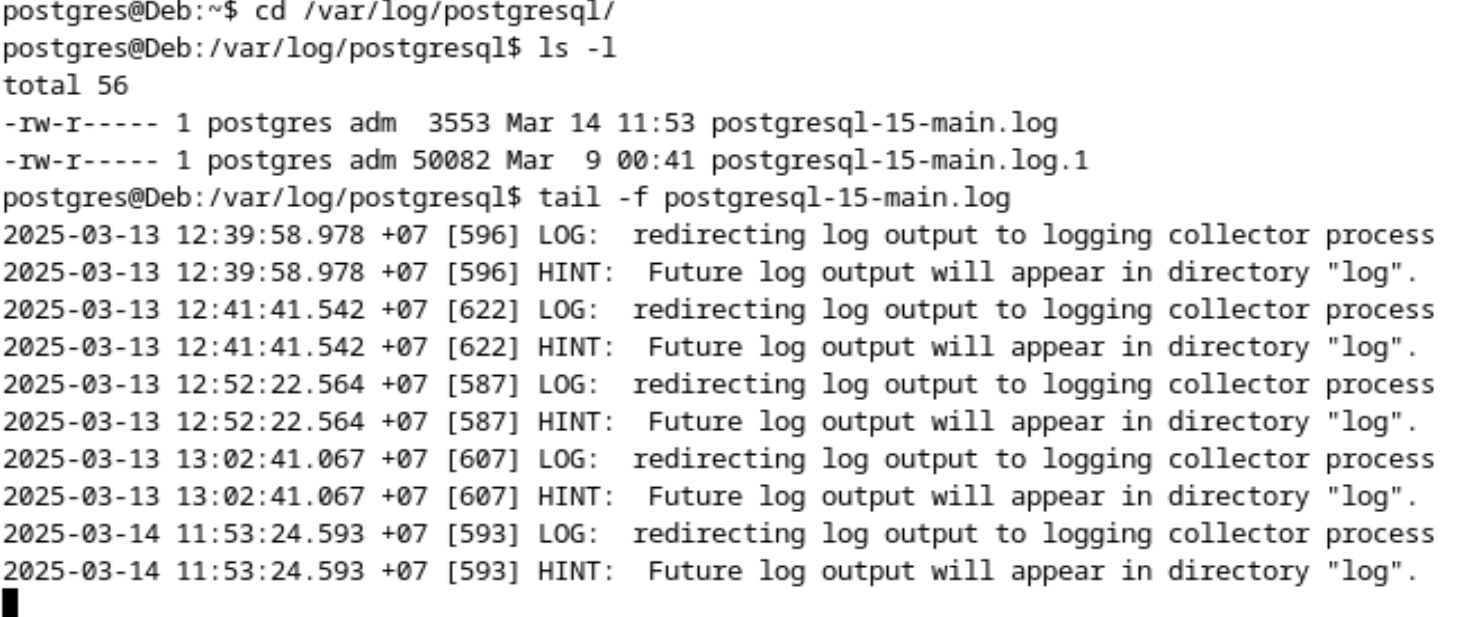 postgres@Deb:~$ cd /var/log/postgresql/
postgres@Deb:/var/log/postgresql$ ls -l
total 56
-rw-r----- 1 postgres adm  3553 Mar 14 11:53 postgresql-15-main.log
-rw-r----- 1 postgres adm 50082 Mar  9 00:41 postgresql-15-main.log.1
postgres@Deb:/var/log/postgresql$ tail -f postgresql-15-main.log
2025-03-13 12:39:58.978 +07 [596] LOG:  redirecting log output to logging collector process
2025-03-13 12:39:58.978 +07 [596] HINT:  Future log output will appear in directory "log".
2025-03-13 12:41:41.542 +07 [622] LOG:  redirecting log output to logging collector process
2025-03-13 12:41:41.542 +07 [622] HINT:  Future log output will appear in directory "log".
2025-03-13 12:52:22.564 +07 [587] LOG:  redirecting log output to logging collector process
2025-03-13 12:52:22.564 +07 [587] HINT:  Future log output will appear in directory "log".
2025-03-13 13:02:41.067 +07 [607] LOG:  redirecting log output to logging collector process
2025-03-13 13:02:41.067 +07 [607] HINT:  Future log output will appear in directory "log".
2025-03-14 11:53:24.593 +07 [593] LOG:  redirecting log output to logging collector process
2025-03-14 11:53:24.593 +07 [593] HINT:  Future log output will appear in directory "log".